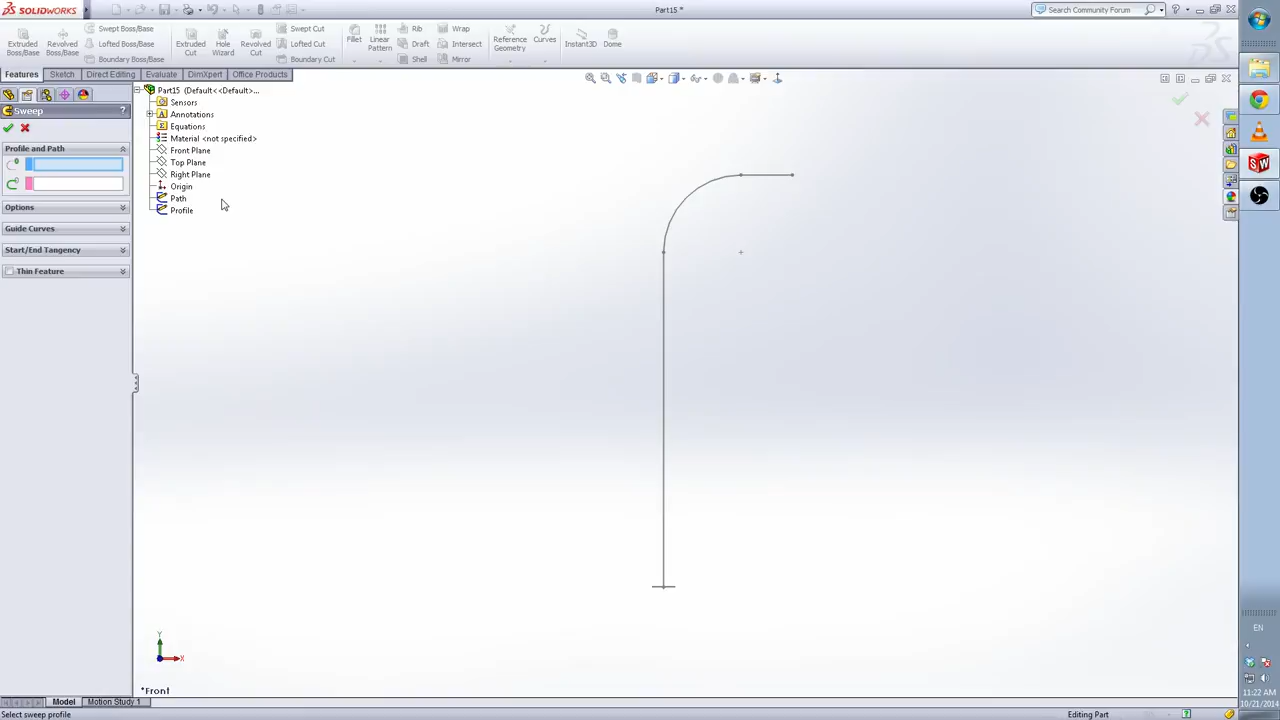 SOLIDWORKS
Part15 *
Search Community Forum
Extruded Boss/Base
Revolved Boss/Base
Swept Boss/Base
Lofted Boss/Base
Boundary Boss/Base
Extruded Cut
Hole Wizard
Revolved Cut
Swept Cut
Lofted Cut
Boundary Cut
Fillet
Linear Pattern
Rib
Draft
Shell
Wrap
Intersect
Mirror
Reference Geometry
Curves
Instant3D
Dome
Features
Sketch
Direct Editing
Evaluate
DimXpert
Office Products
Sweep
?
Profile and Path
Options
Guide Curves
Start/End Tangency
Thin Feature
Part15 (Default<<Default>...
Sensors
Annotations
Equations
Material <not specified>
Front Plane
Top Plane
Right Plane
Origin
Path
Profile
Y
X
*Front
Model
Motion Study 1
Select sweep profile
Editing Part
EN
11:22 AM
10/21/2014